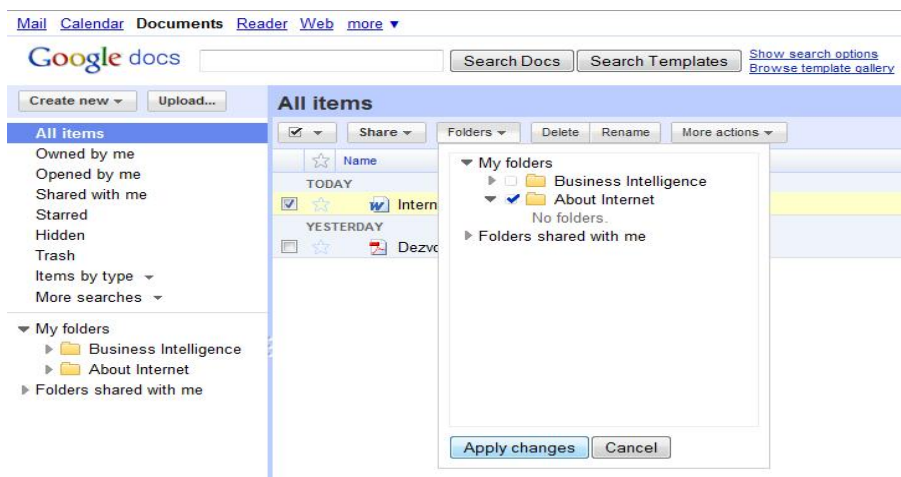 Mail Calendar Documents Reader Web more ▼
Google docs Search Docs Search Templates Show search options
Browse template gallery
Create new Upload...
All items
Owned by me
Opened by me
Shared with me
Starred
Hidden
Trash
Items by type
More searches
My folders
Business Intelligence
About Internet
Folders shared with me
All items
Share Folders Delete Rename More actions
Name
TODAY
Intern
YESTERDAY
Dezvo
My folders
Business Intelligence
About Internet
No folders.
Folders shared with me
Apply changes Cancel